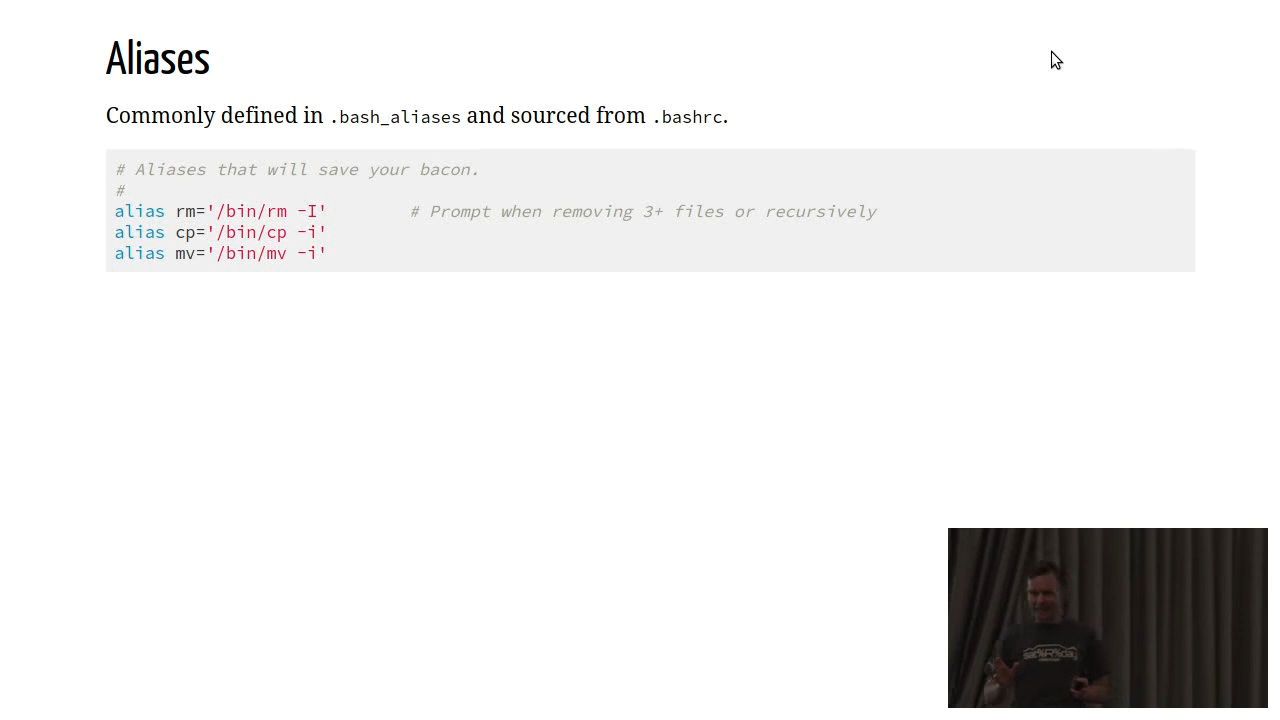 Aliases
Commonly defined in .bash_aliases and sourced from .bashrc.
# Aliases that will save your bacon.
#
alias rm='/bin/rm -I' # Prompt when removing 3+ files or recursively
alias cp='/bin/cp -i'
alias mv='/bin/mv -i'